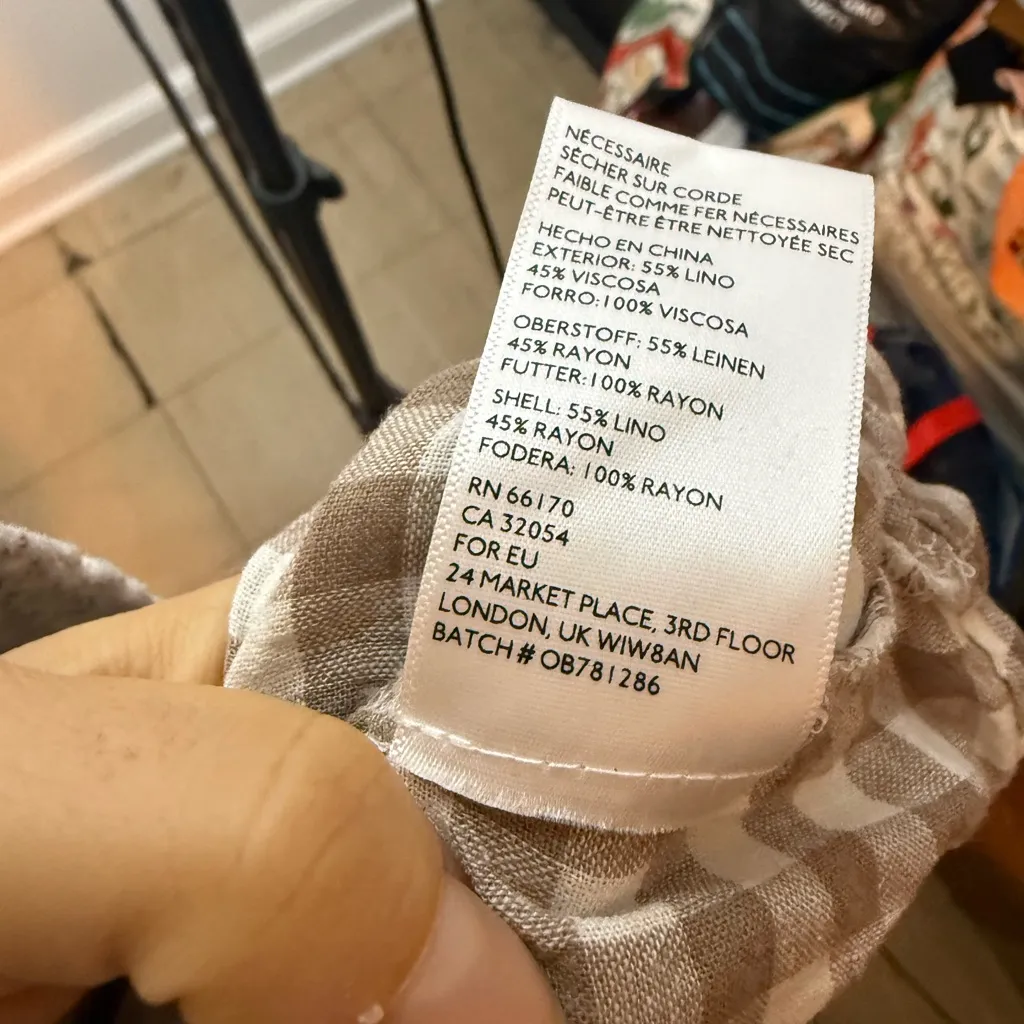 NÉCESSAIRE
SÉCHER SUR CORDE
FAIBLE COMME FER NÉCESSAIRES
PEUT-ÊTRE ÊTRE NETTOYÉE SEC
HECHO EN CHINA
EXTERIOR: 55% LINO
45% VISCOSA
FORRO:100% VISCOSA
OBERSTOFF: 55% LEINEN
45% RAYON
FUTTER:100% RAYON
SHELL: 55% LINO
45% RAYON
FODERA: 100% RAYON
RN 66170
CA 32054
FOR EU
24 MARKET PLACE, 3RD FLOOR
LONDON, UK WIW8AN
BATCH # OB781286